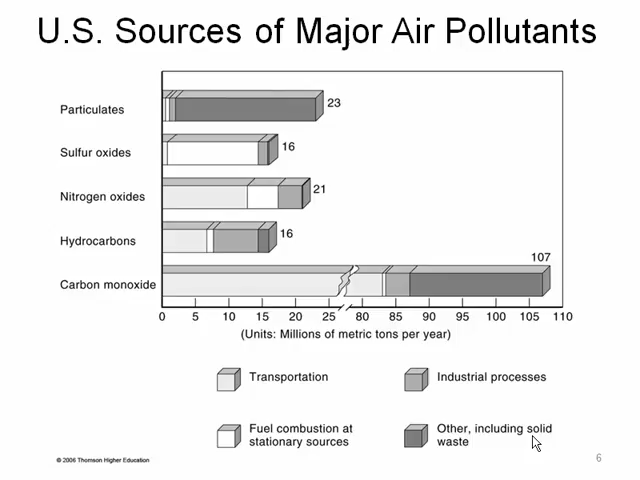 U.S. Sources of Major Air Pollutants
Particulates
23
Sulfur oxides
16
Nitrogen oxides
21
Hydrocarbons
16
107
Carbon monoxide
0 5 10 15 20 25 80 85 90 95 100 105 110
(Units: Millions of metric tons per year)
Transportation
Industrial processes
Fuel combustion at
stationary sources
Other, including solid
waste
© 2006 Thomson Higher Education
6